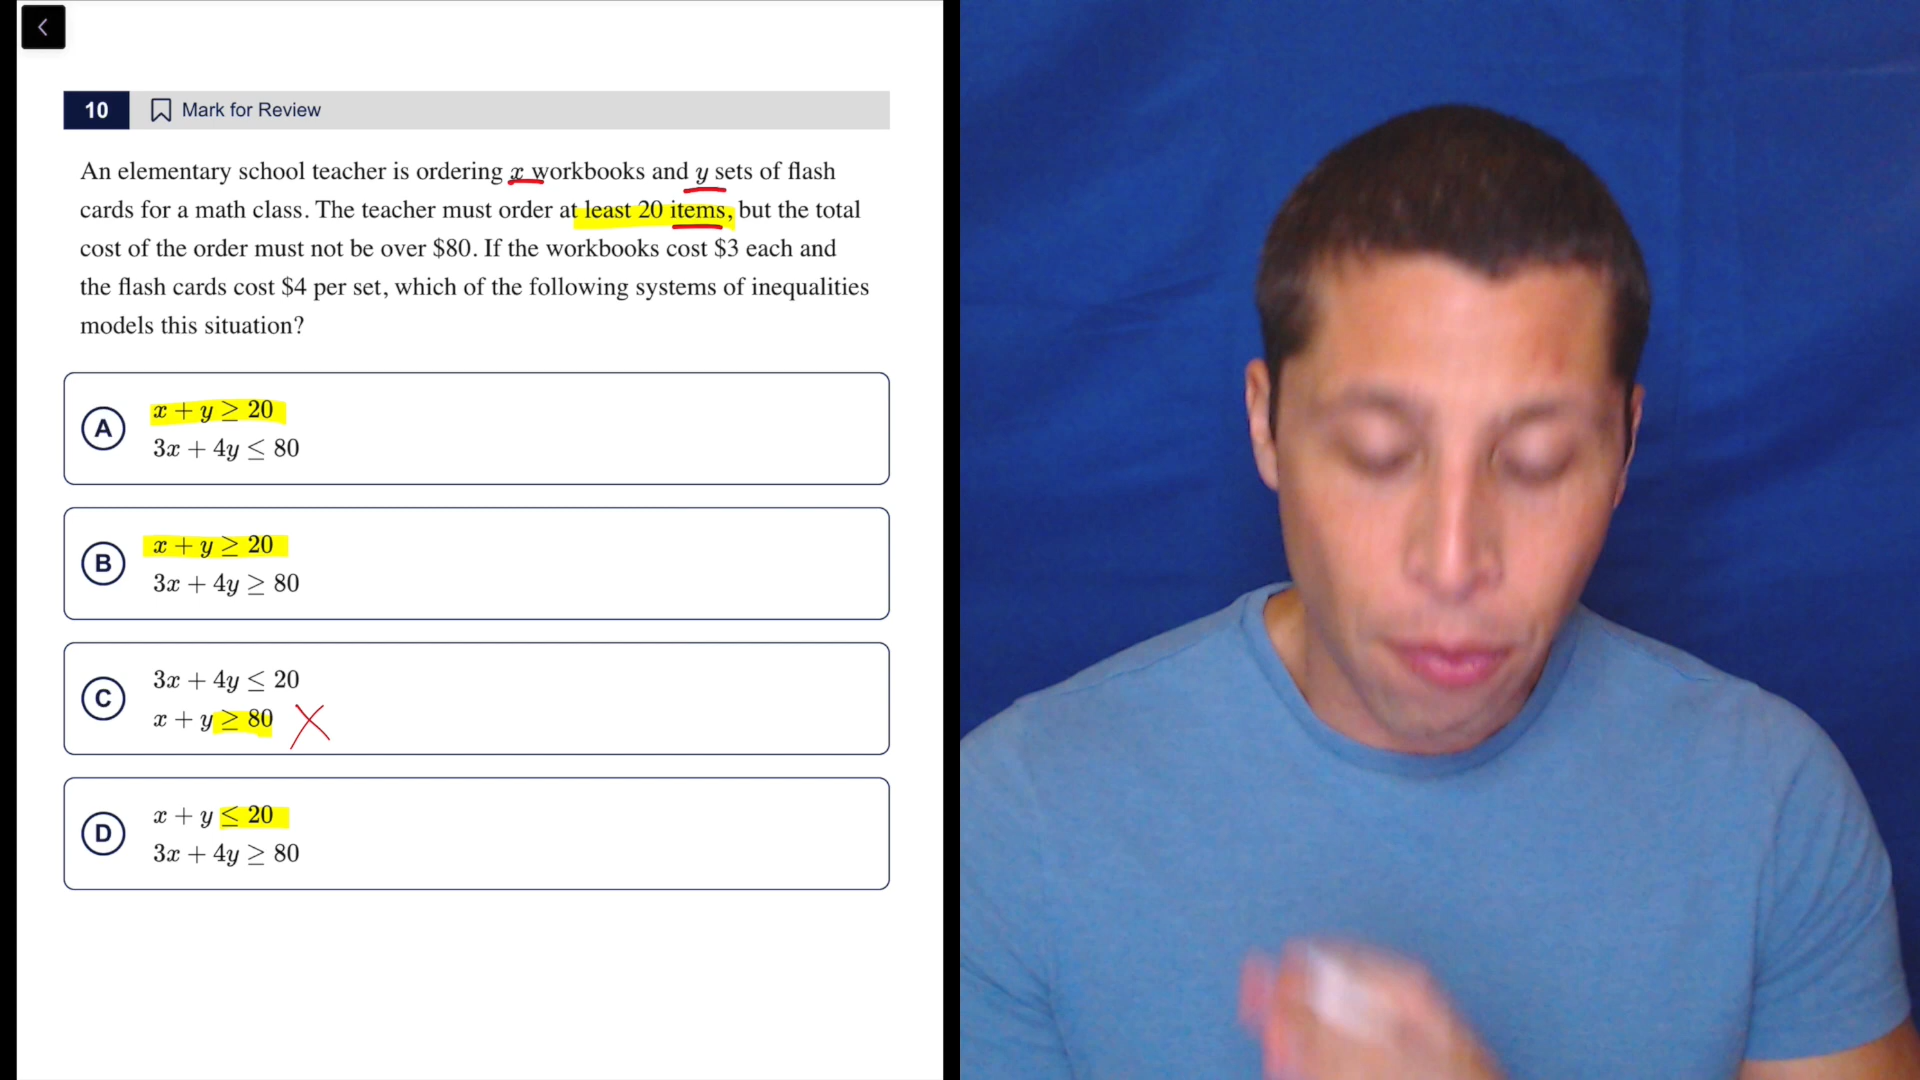 10 Mark for Review
An elementary school teacher is ordering x workbooks and y sets of flash
cards for a math class. The teacher must order at least 20 items, but the total
cost of the order must not be over $80. If the workbooks cost $3 each and
the flash cards cost $4 per set, which of the following systems of inequalities
models this situation?
A
x + y ≥ 20
3x + 4y ≤ 80
B
x + y ≥ 20
3x + 4y ≥ 80
C
3x + 4y ≤ 20
x + y ≥ 80
D
x + y ≤ 20
3x + 4y ≥ 80